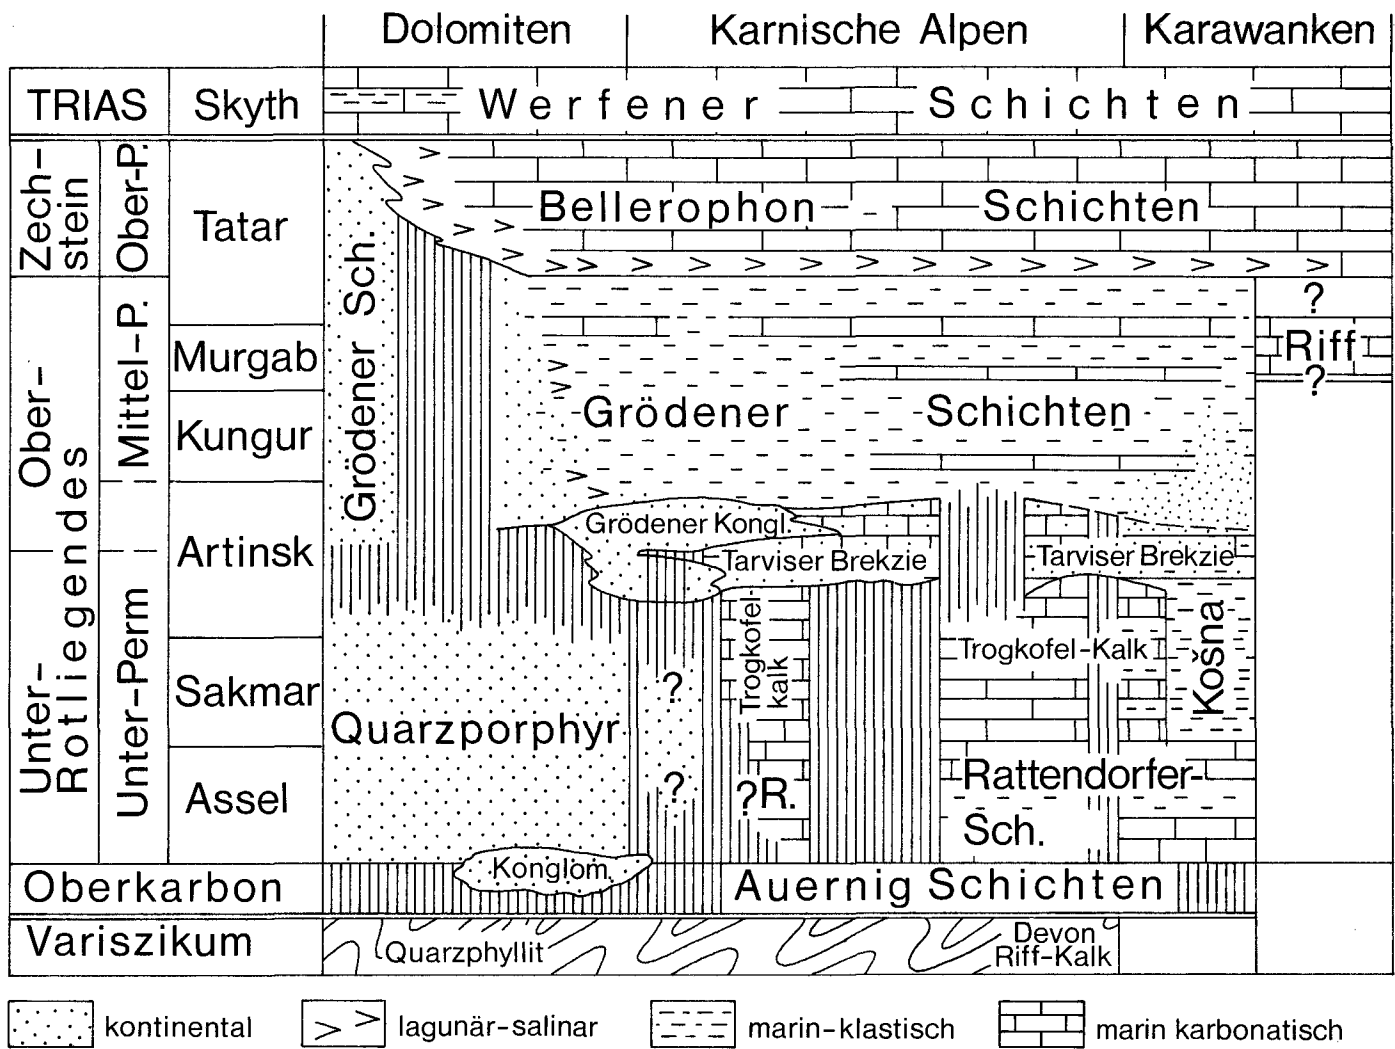 Dolomiten
Karnische Alpen
Karawanken
TRIAS
Skyth
Werfener Schichten
Zech-
stein
Ober-P.
Tatar
Bellerophon - Schichten
Grödener Sch.
Ober-
Unter-
Rotliegendes
Mittel-P.
Murgab
?
Riff
?
Kungur
Grödener Schichten
Artinsk
Grödener Kongl.
Tarviser Brekzie
Tarviser Brekzie
Unter-Perm
Sakmar
Quarzporphyr
?
Trogkofel-
kalk
Trogkofel-Kalk
Košna
Assel
?
?R.
Rattendorfer-
Sch.
Oberkarbon
Konglom.
Auernig Schichten
Variszikum
Quarzphyllit
Devon
Riff-Kalk
kontinental
lagunär-salinar
marin-klastisch
marin karbonatisch